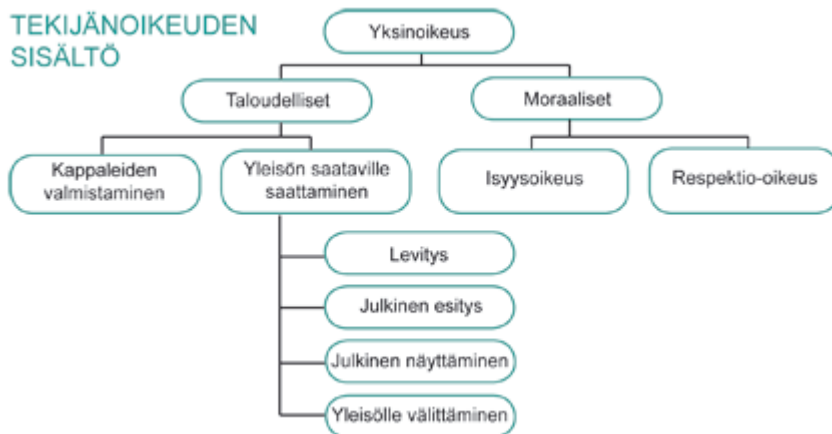 TEKIJÄNOIKEUDEN
SISÄLTÖ
Yksinoikeus
Taloudelliset
Moraaliset
Kappaleiden
valmistaminen
Yleisön saataville
saattaminen
Isyysoikeus
Respektio-oikeus
Levitys
Julkinen esitys
Julkinen näyttäminen
Yleisölle välittäminen